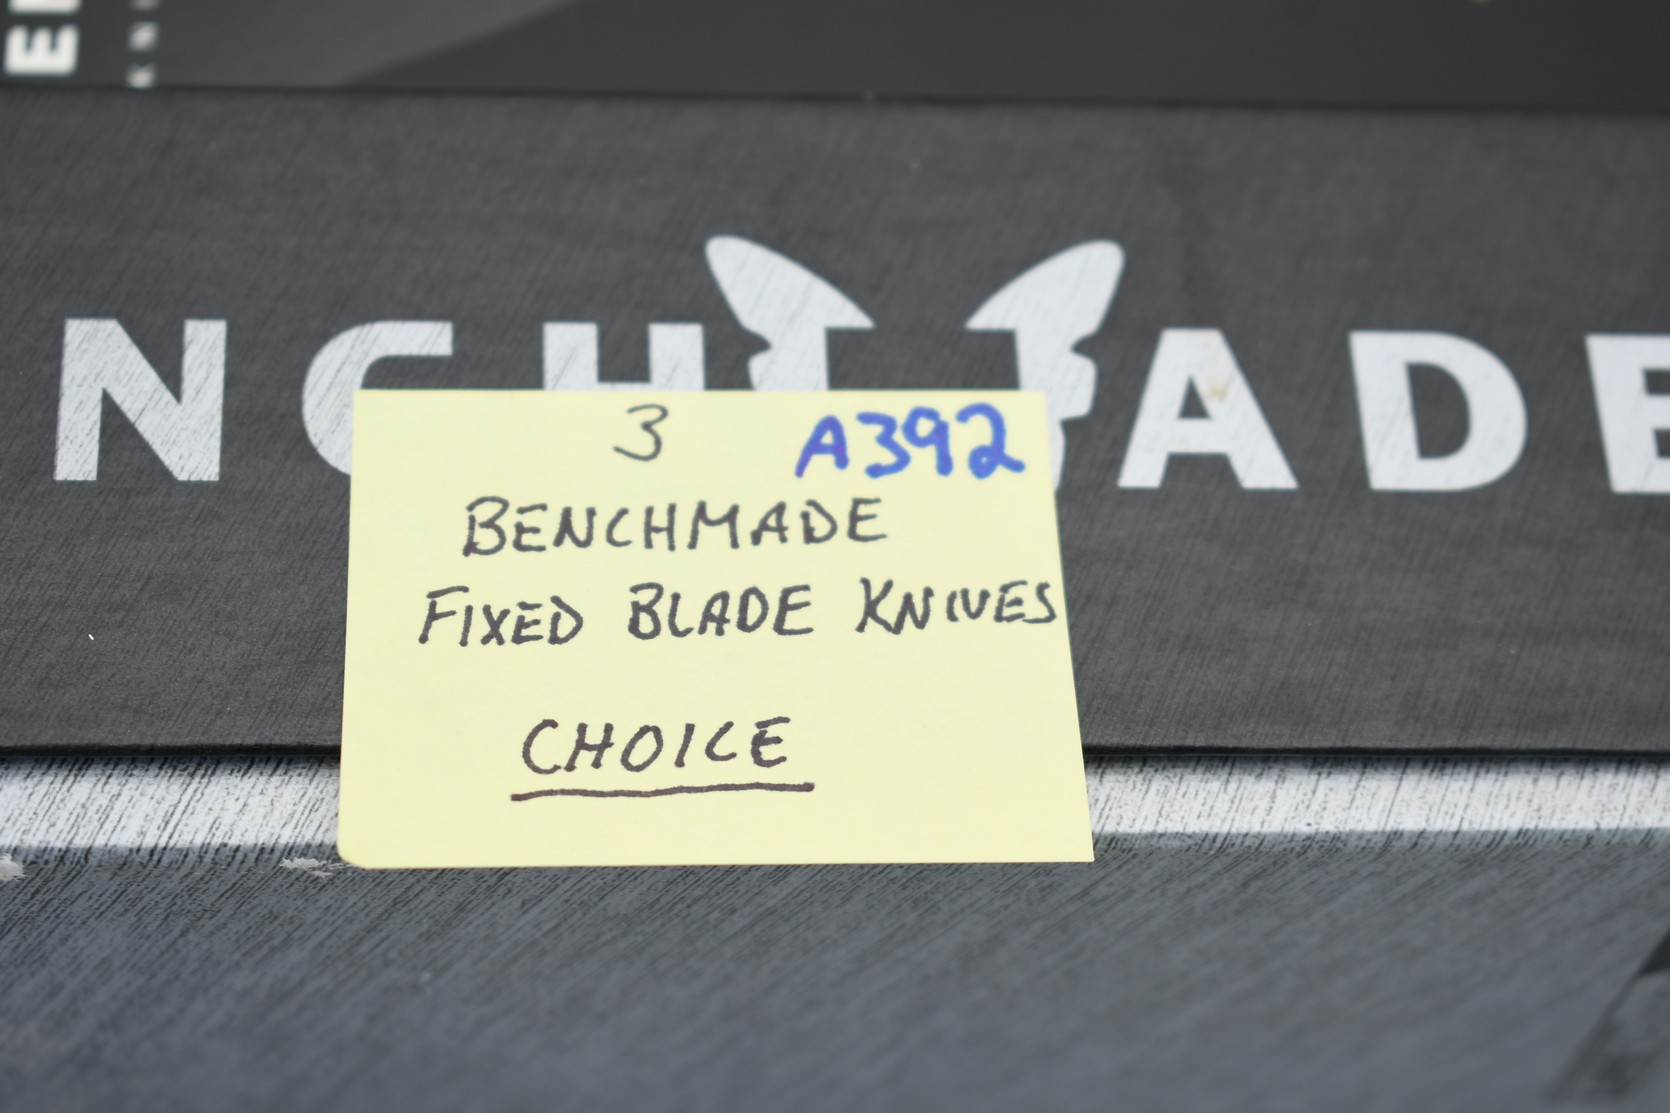 NCH ADE
3 A392
BENCHMADE
FIXED BLADE KNIVES
CHOICE